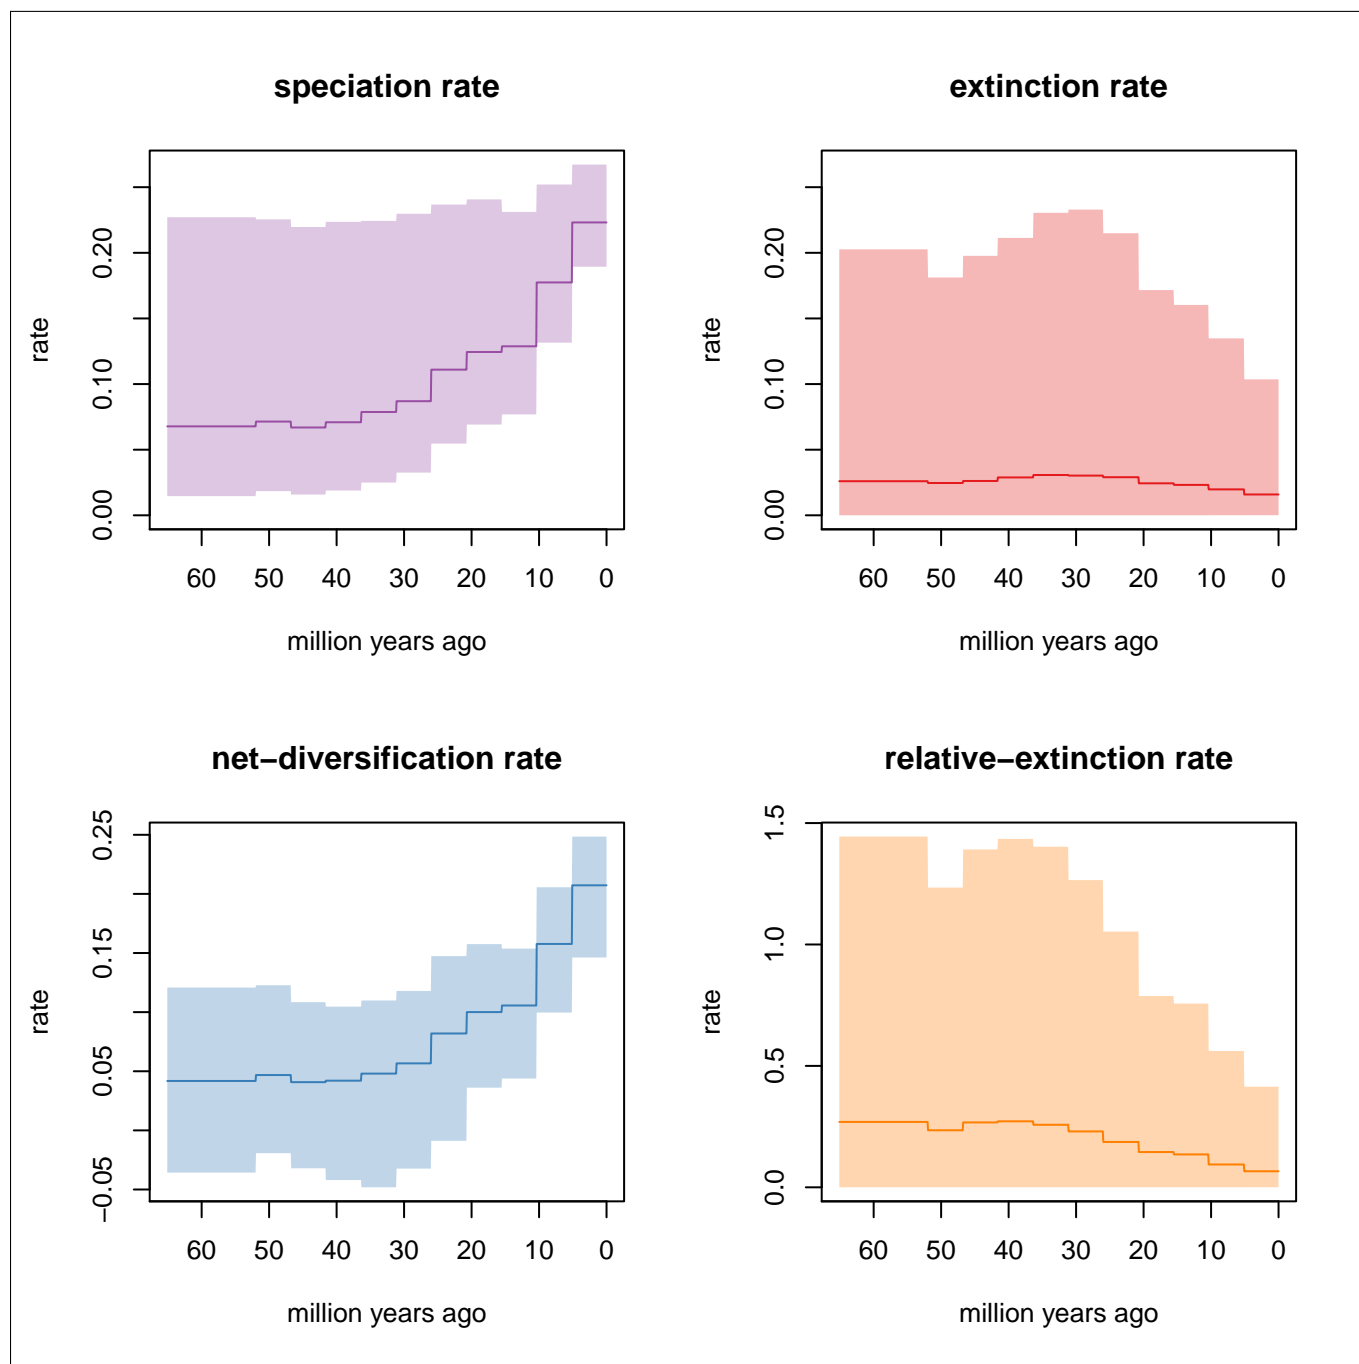 speciation rate
rate
0.00 0.10 0.20
60 50 40 30 20 10 0
million years ago
extinction rate
rate
0.00 0.10 0.20
60 50 40 30 20 10 0
million years ago
net−diversification rate
rate
−0.05 0.05 0.15 0.25
60 50 40 30 20 10 0
million years ago
relative−extinction rate
rate
0.0 0.5 1.0 1.5
60 50 40 30 20 10 0
million years ago